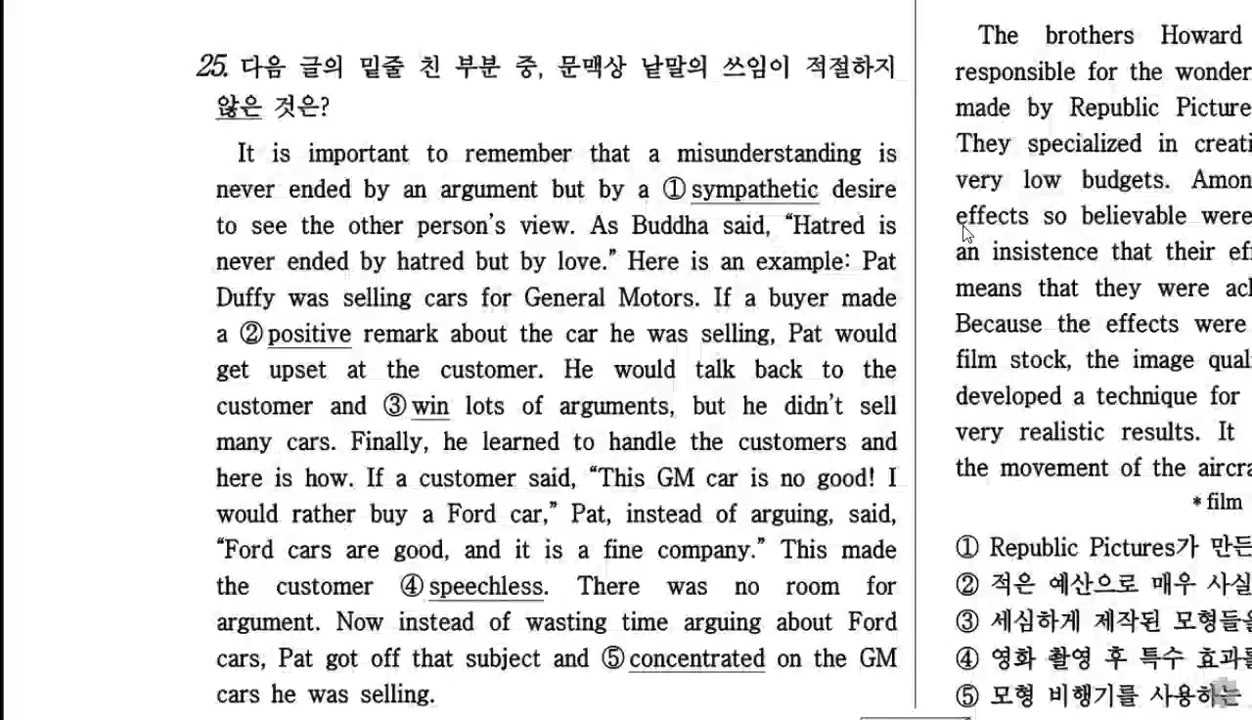 25. 다음 글의 밑줄 친 부분 중, 문맥상 낱말의 쓰임이 적절하지
않은 것은?
It is important to remember that a misunderstanding is
never ended by an argument but by a ① sympathetic desire
to see the other person's view. As Buddha said, “Hatred is
never ended by hatred but by love.” Here is an example: Pat
Duffy was selling cars for General Motors. If a buyer made
a ② positive remark about the car he was selling, Pat would
get upset at the customer. He would talk back to the
customer and ③ win lots of arguments, but he didn't sell
many cars. Finally, he learned to handle the customers and
here is how. If a customer said, “This GM car is no good! I
would rather buy a Ford car,” Pat, instead of arguing, said,
“Ford cars are good, and it is a fine company.” This made
the customer ④ speechless. There was no room for
argument. Now instead of wasting time arguing about Ford
cars, Pat got off that subject and ⑤ concentrated on the GM
cars he was selling.
The brothers Howard
responsible for the wonder
made by Republic Picture
They specialized in creati
very low budgets. Amon
effects so believable were
an insistence that their ef
means that they were ac
Because the effects were
film stock, the image qual
developed a technique for
very realistic results. It
the movement of the aircra
* film
① Republic Pictures가 만든
② 적은 예산으로 매우 사실
③ 세심하게 제작된 모형들을
④ 영화 촬영 후 특수 효과를
⑤ 모형 비행기를 사용하는